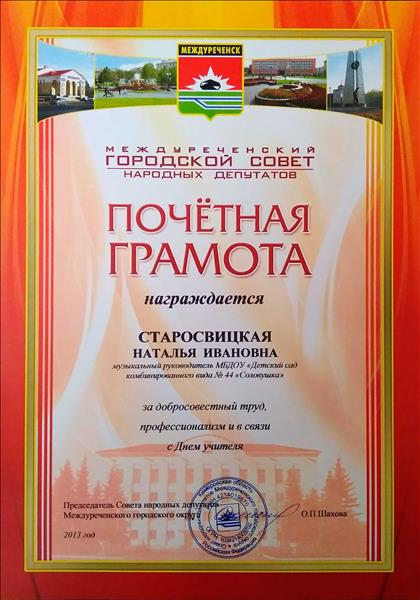 МЕЖДУРЕЧЕНСК
МЕЖДУРЕЧЕНСКИЙ
ГОРОДСКОЙ СОВЕТ
НАРОДНЫХ ДЕПУТАТОВ
ПОЧЁТНАЯ
ГРАМОТА
награждается
СТАРОСВИЦКАЯ
НАТАЛЬЯ ИВАНОВНА
музыкальный руководитель МБДОУ «Детский сад
комбинированного вида № 44 «Соловушка»
за добросовестный труд,
профессионализм и в связи
с Днем учителя
Председатель Совета народных депутатов
Междуреченского городского округа
О.П.Шахова
2013 год